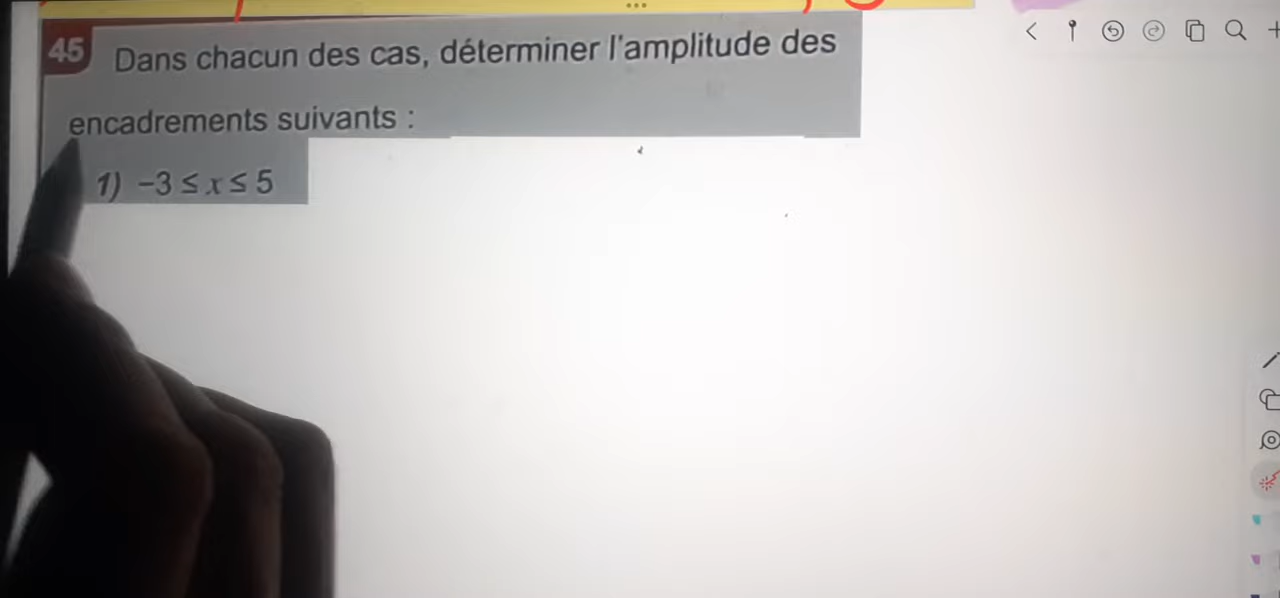 45 Dans chacun des cas, déterminer l'amplitude des
encadrements suivants :
1) −3 ≤ x ≤ 5